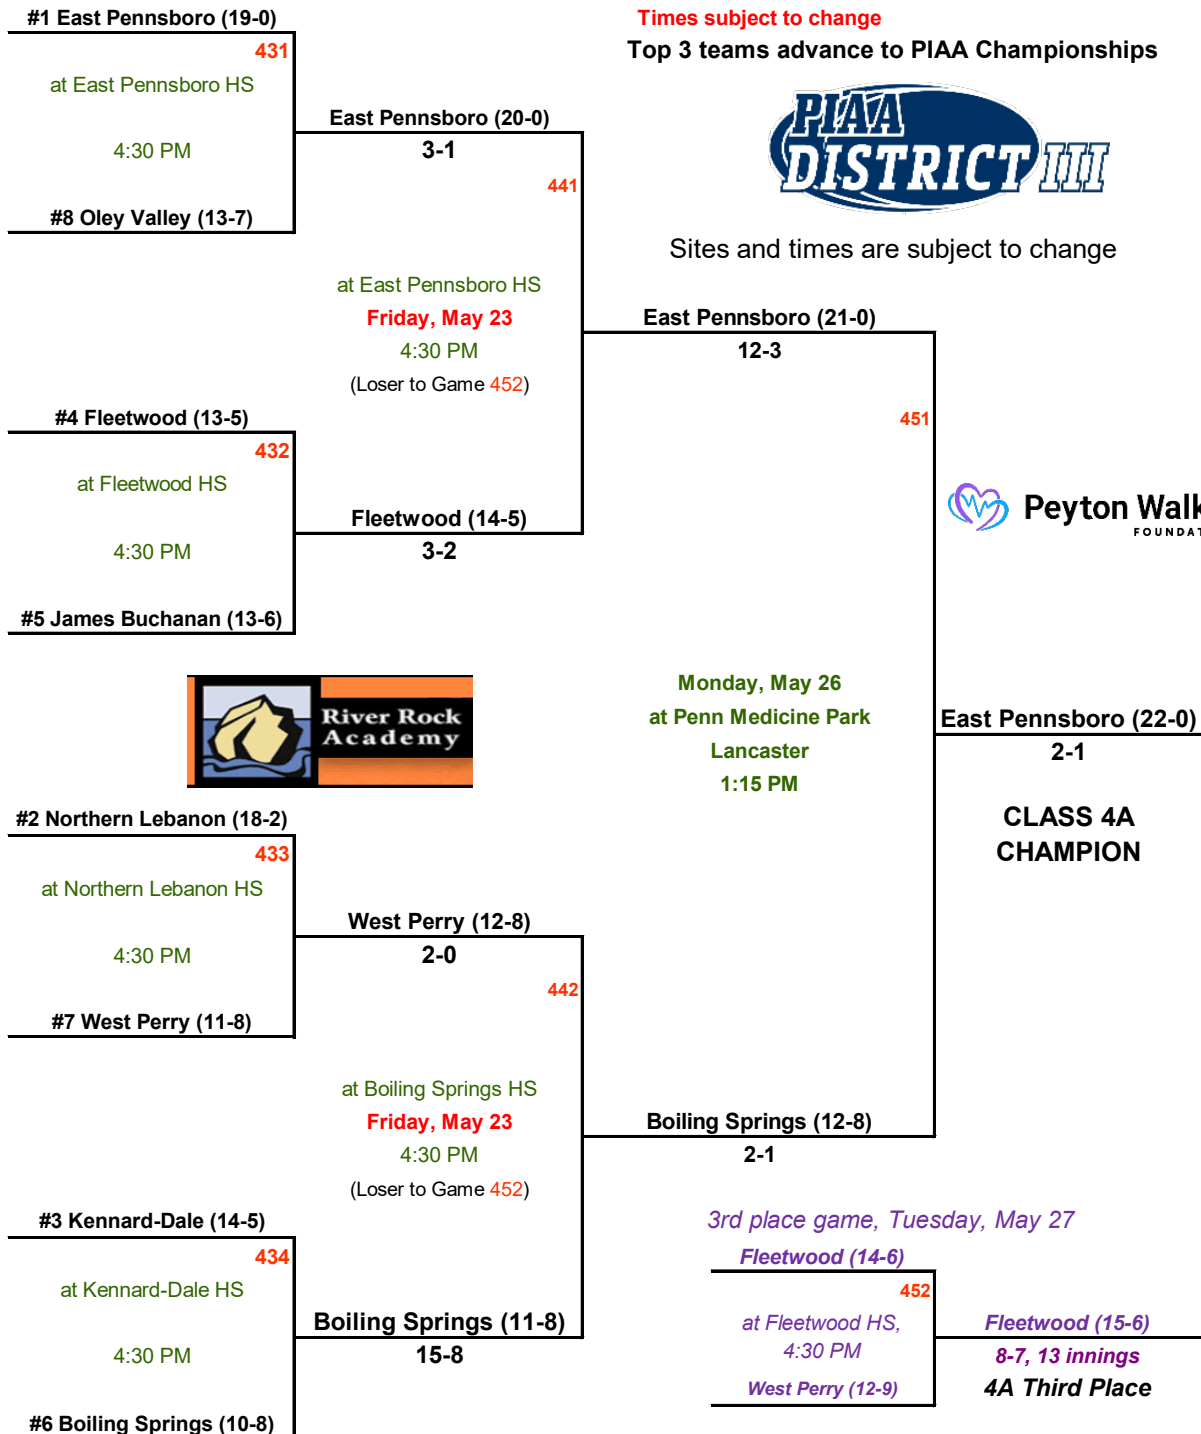 #1 East Pennsboro (19-0)
Times subject to change
Top 3 teams advance to PIAA Championships
431
at East Pennsboro HS
4:30 PM
#8 Oley Valley (13-7)
East Pennsboro (20-0)
3-1
PIAA
DISTRICT III
Sites and times are subject to change
441
at East Pennsboro HS
Friday, May 23
4:30 PM
(Loser to Game 452)
East Pennsboro (21-0)
12-3
#4 Fleetwood (13-5)
432
at Fleetwood HS
4:30 PM
#5 James Buchanan (13-6)
Fleetwood (14-5)
3-2
451
Peyton Walk
FOUNDAT
River Rock
Academy
Monday, May 26
at Penn Medicine Park
Lancaster
1:15 PM
East Pennsboro (22-0)
2-1
CLASS 4A
CHAMPION
#2 Northern Lebanon (18-2)
433
at Northern Lebanon HS
4:30 PM
#7 West Perry (11-8)
West Perry (12-8)
2-0
442
at Boiling Springs HS
Friday, May 23
4:30 PM
(Loser to Game 452)
Boiling Springs (12-8)
2-1
#3 Kennard-Dale (14-5)
434
at Kennard-Dale HS
4:30 PM
#6 Boiling Springs (10-8)
Boiling Springs (11-8)
15-8
3rd place game, Tuesday, May 27
Fleetwood (14-6)
452
at Fleetwood HS,
4:30 PM
West Perry (12-9)
Fleetwood (15-6)
8-7, 13 innings
4A Third Place